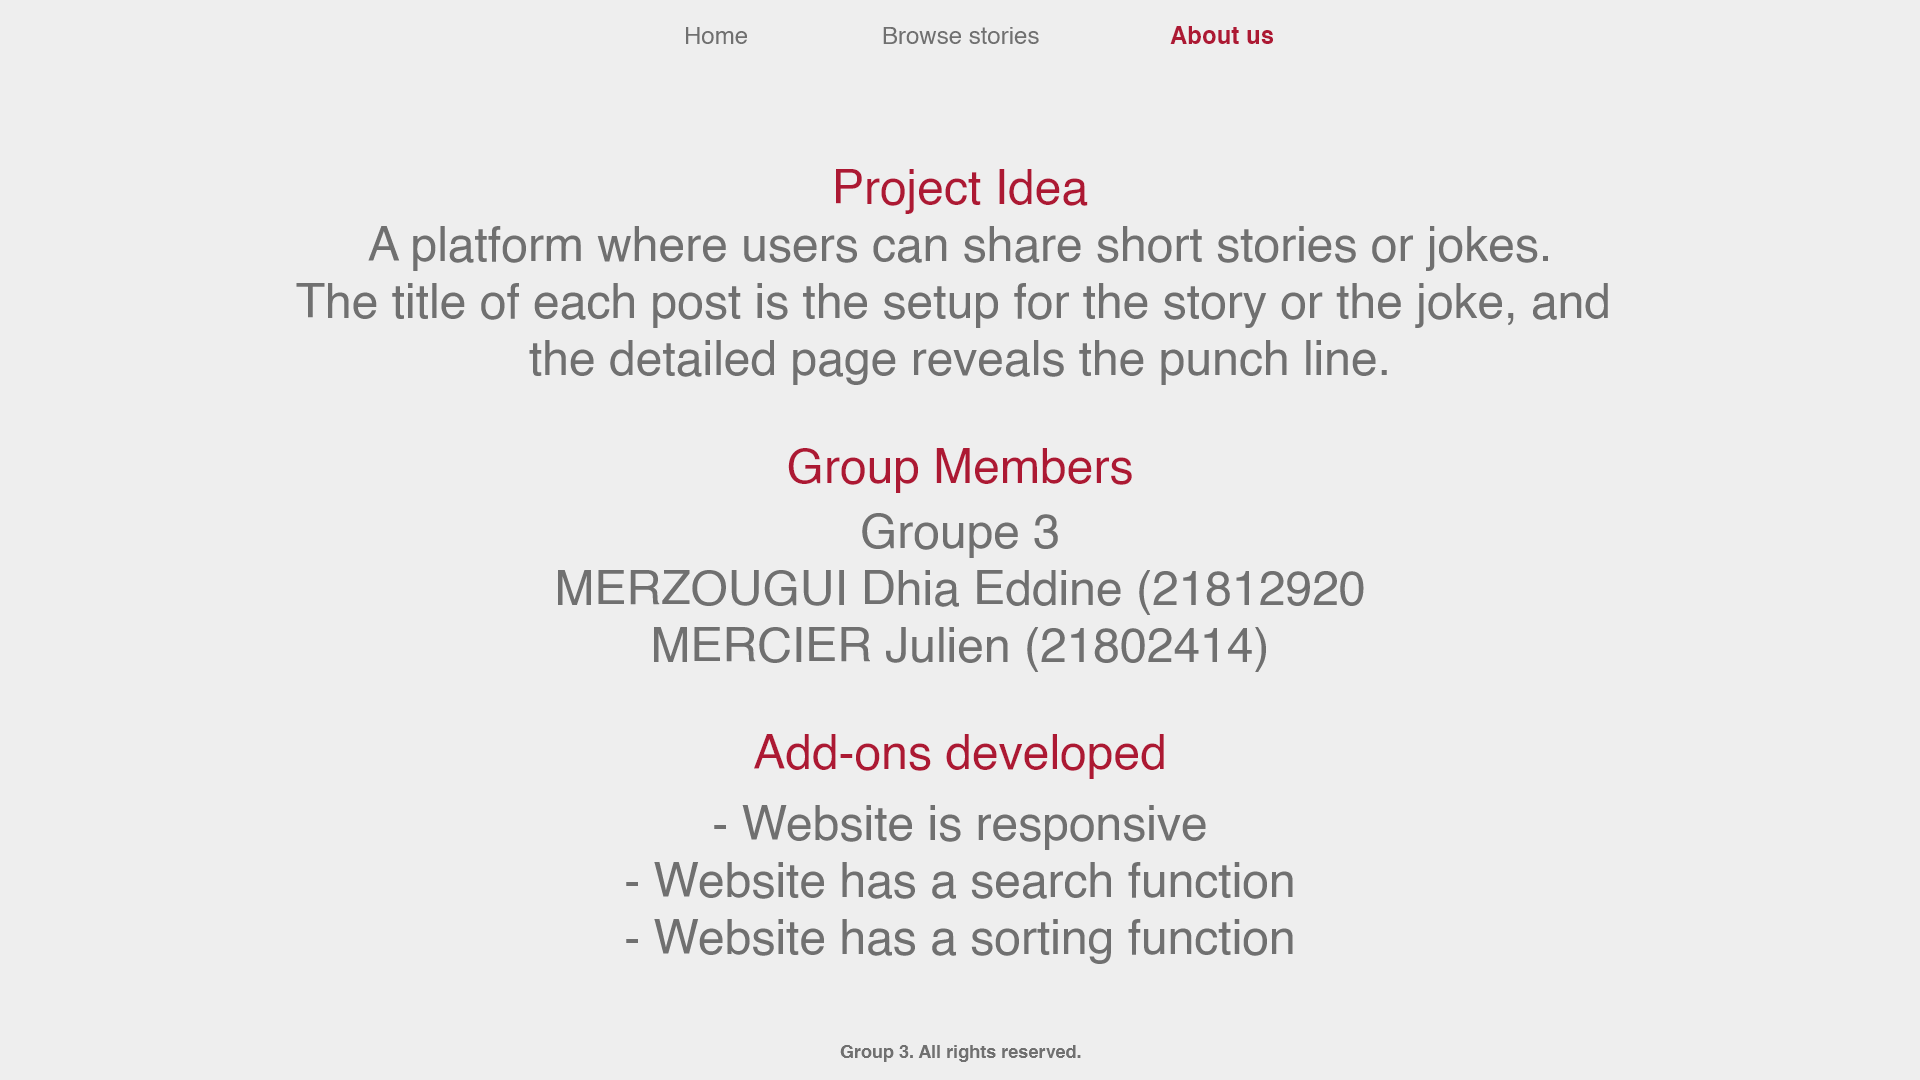 Home Browse stories About us
Project Idea
A platform where users can share short stories or jokes.
The title of each post is the setup for the story or the joke, and
the detailed page reveals the punch line.
Group Members
Groupe 3
MERZOUGUI Dhia Eddine (21812920
MERCIER Julien (21802414)
Add-ons developed
- Website is responsive
- Website has a search function
- Website has a sorting function
Group 3. All rights reserved.